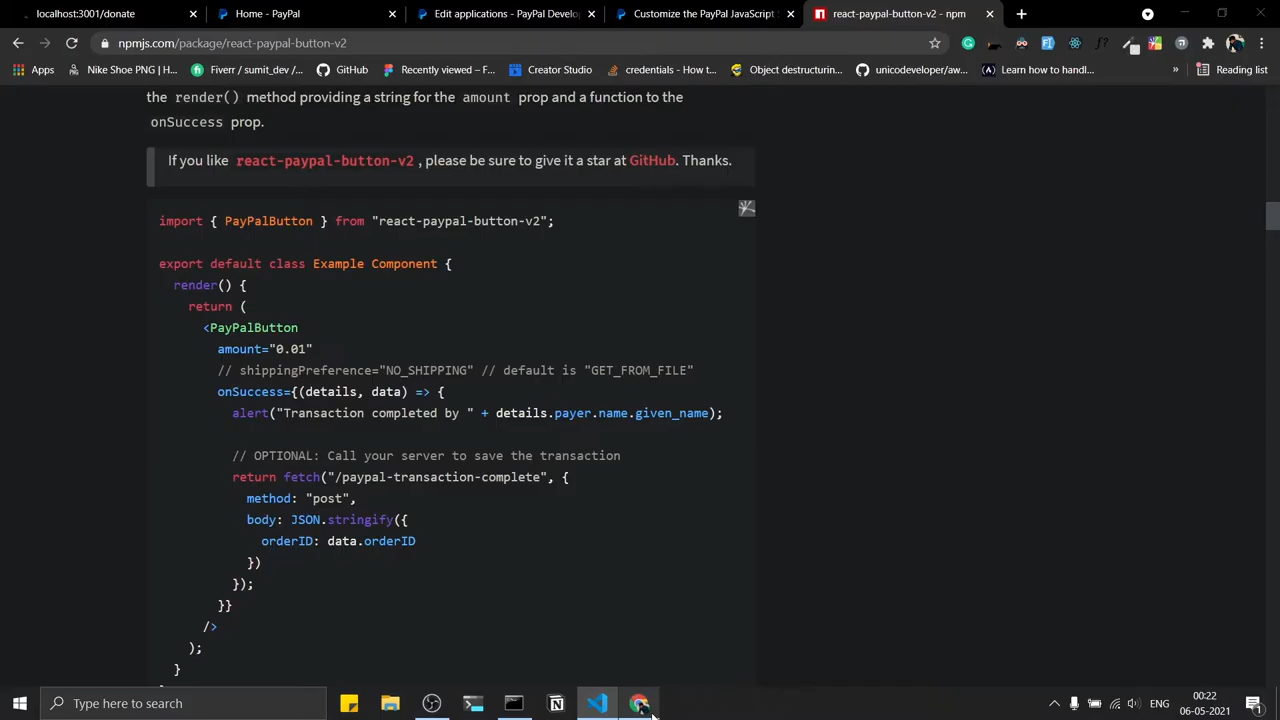 localhost:3001/donate
Home - PayPal
Edit applications - PayPal Develo
Customize the PayPal JavaScript S
react-paypal-button-v2 - npm
npmjs.com/package/react-paypal-button-v2
Apps
Nike Shoe PNG | H...
Fiverr / sumit_dev /...
GitHub
Recently viewed – F...
Creator Studio
credentials - How t...
Object destructurin...
unicodeveloper/aw...
Learn how to handl...
»
Reading list
the render() method providing a string for the amount prop and a function to the
onSuccess prop.
If you like react-paypal-button-v2 , please be sure to give it a star at GitHub. Thanks.
import { PayPalButton } from "react-paypal-button-v2";
export default class Example Component {
render() {
return (
<PayPalButton
amount="0.01"
// shippingPreference="NO_SHIPPING" // default is "GET_FROM_FILE"
onSuccess={(details, data) => {
alert("Transaction completed by " + details.payer.name.given_name);
// OPTIONAL: Call your server to save the transaction
return fetch("/paypal-transaction-complete", {
method: "post",
body: JSON.stringify({
orderID: data.orderID
})
});
}}
/>
);
}
Type here to search
ENG
00:22
06-05-2021